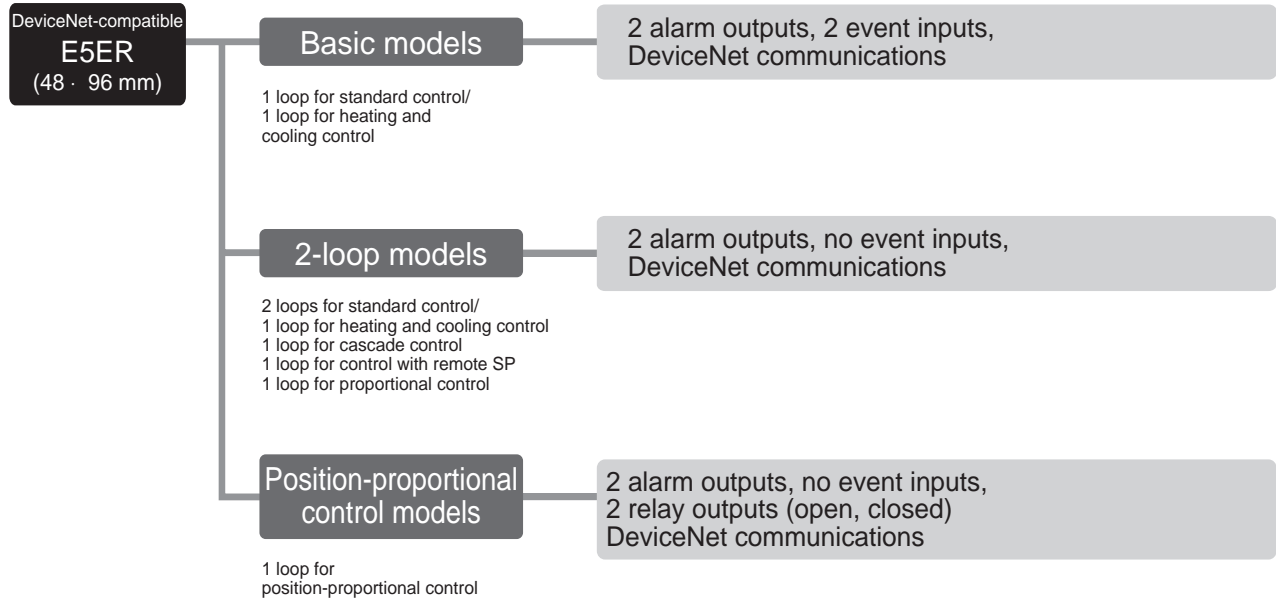 DeviceNet-compatible
E5ER
(48 · 96 mm)
Basic models
2 alarm outputs, 2 event inputs,
DeviceNet communications
1 loop for standard control/
1 loop for heating and
cooling control
2-loop models
2 alarm outputs, no event inputs,
DeviceNet communications
2 loops for standard control/
1 loop for heating and cooling control
1 loop for cascade control
1 loop for control with remote SP
1 loop for proportional control
Position-proportional
control models
2 alarm outputs, no event inputs,
2 relay outputs (open, closed)
DeviceNet communications
1 loop for
position-proportional control